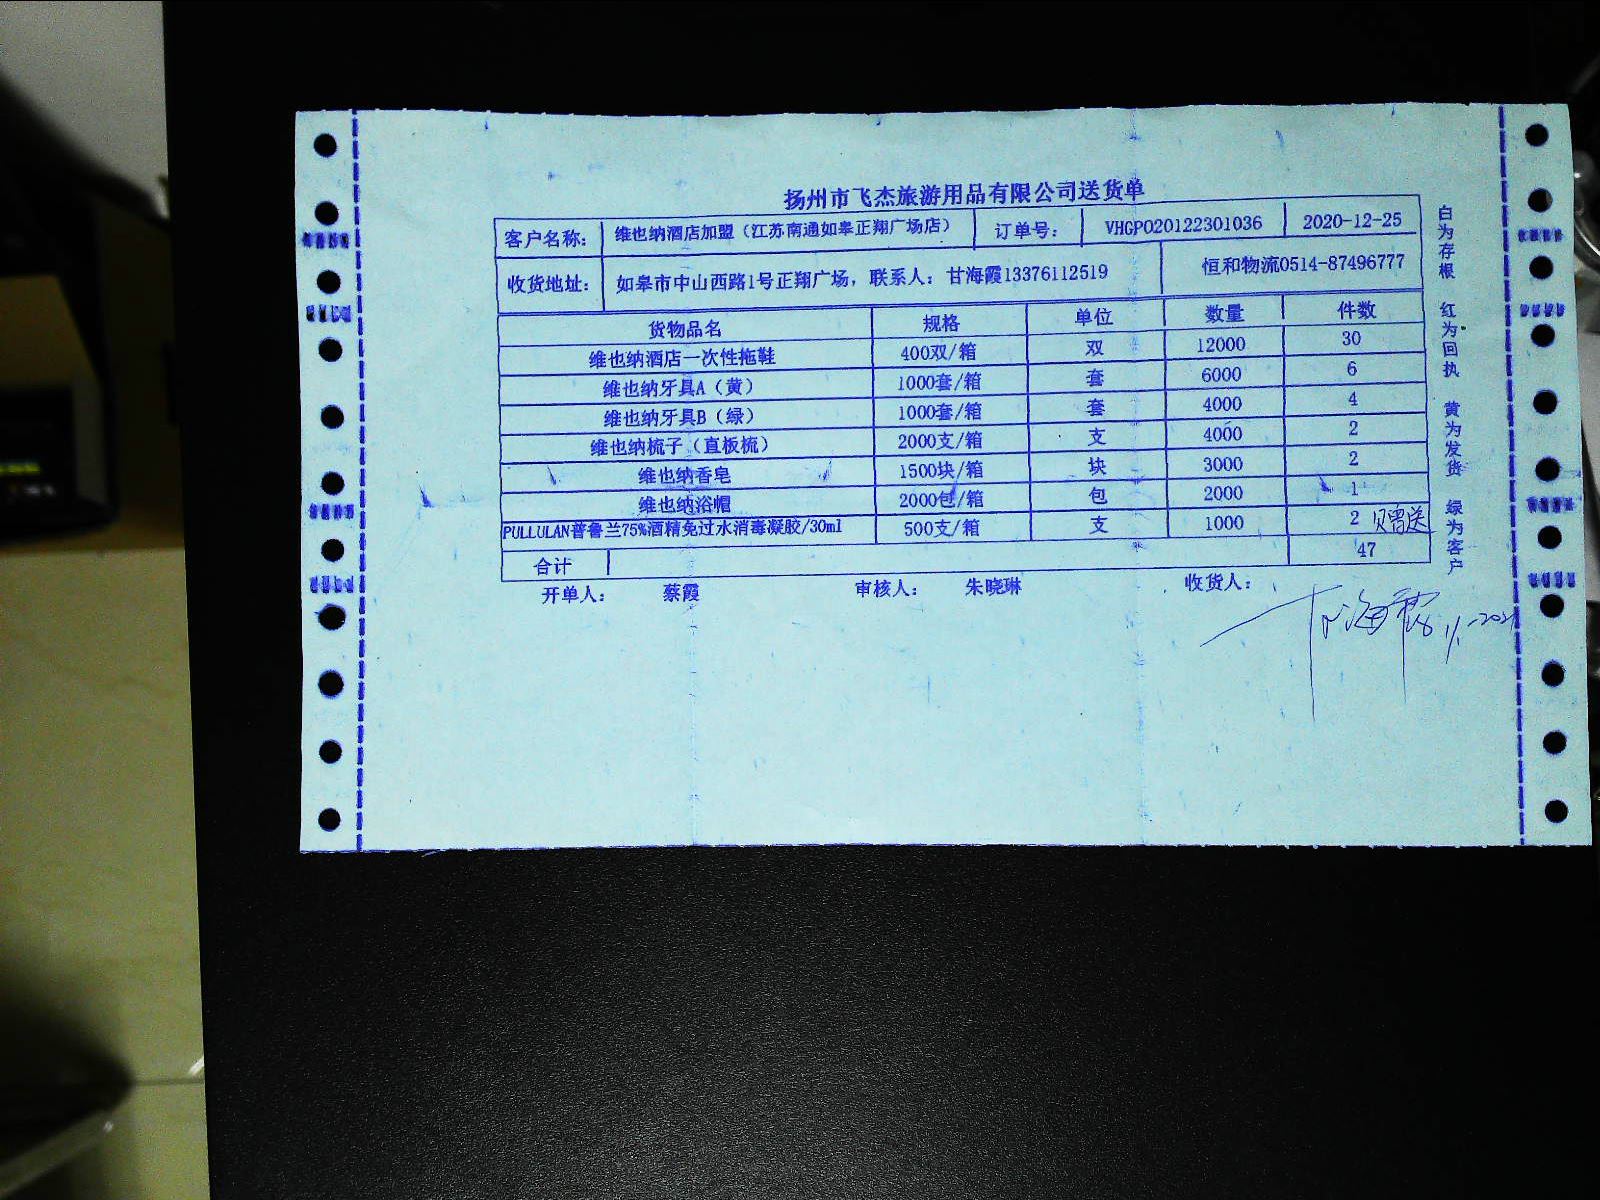 扬州市飞杰旅游用品有限公司送货单
客户名称： 维也纳酒店加盟（江苏南通如皋正翔广场店） 订单号： VHGPO20122301036 2020-12-25
收货地址： 如皋市中山西路1号正翔广场，联系人：甘海霞13376112519 恒和物流0514-87496777
货物品名 规格 单位 数量 件数
维也纳酒店一次性拖鞋 400双/箱 双 12000 30
维也纳牙具A（黄） 1000套/箱 套 6000 6
维也纳牙具B（绿） 1000套/箱 套 4000 4
维也纳梳子（直板梳） 2000支/箱 支 4000 2
维也纳香皂 1500块/箱 块 3000 2
维也纳浴帽 2000包/箱 包 2000 1
PULLULAN普鲁兰75%酒精免过水消毒凝胶/30ml 500支/箱 支 1000 2 赠送
合计 47
开单人： 蔡霞 审核人： 朱晓琳 收货人：
甘海霞 1/1-2021
白为存根 红为回执 黄为发货 绿为客户